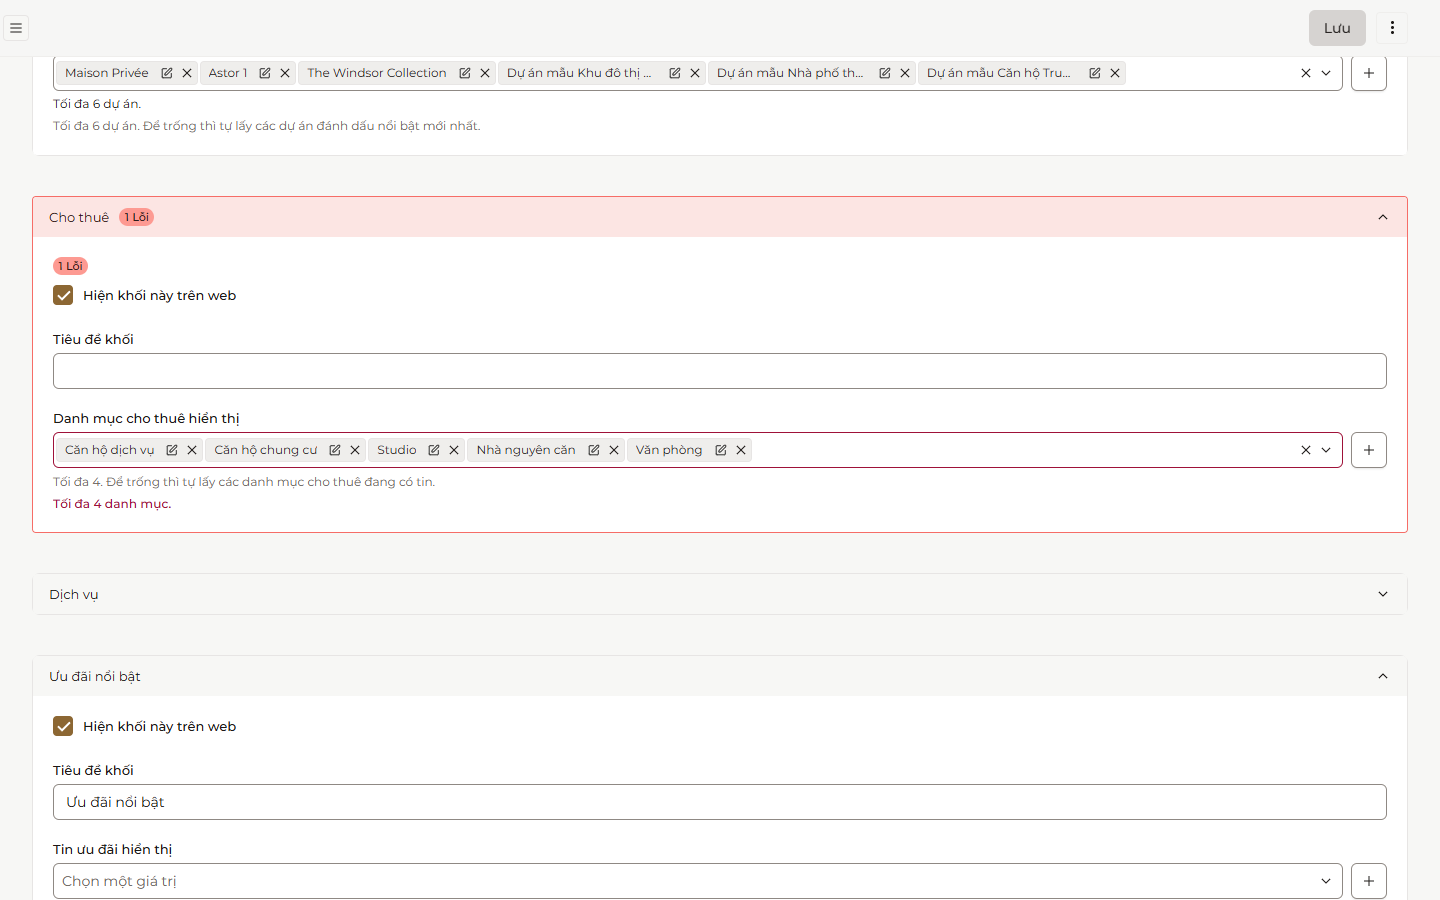 Lưu
Maison Privée Astor 1 The Windsor Collection Dự án mẫu Khu đô thị ... Dự án mẫu Nhà phố th... Dự án mẫu Căn hộ Tru...
Tối đa 6 dự án.
Tối đa 6 dự án. Để trống thì tự lấy các dự án đánh dấu nổi bật mới nhất.
Cho thuê 1 Lỗi
1 Lỗi
Hiện khối này trên web
Tiêu đề khối
Danh mục cho thuê hiển thị
Căn hộ dịch vụ Căn hộ chung cư Studio Nhà nguyên căn Văn phòng
Tối đa 4. Để trống thì tự lấy các danh mục cho thuê đang có tin.
Tối đa 4 danh mục.
Dịch vụ
Ưu đãi nổi bật
Hiện khối này trên web
Tiêu đề khối
Ưu đãi nổi bật
Tin ưu đãi hiển thị
Chọn một giá trị